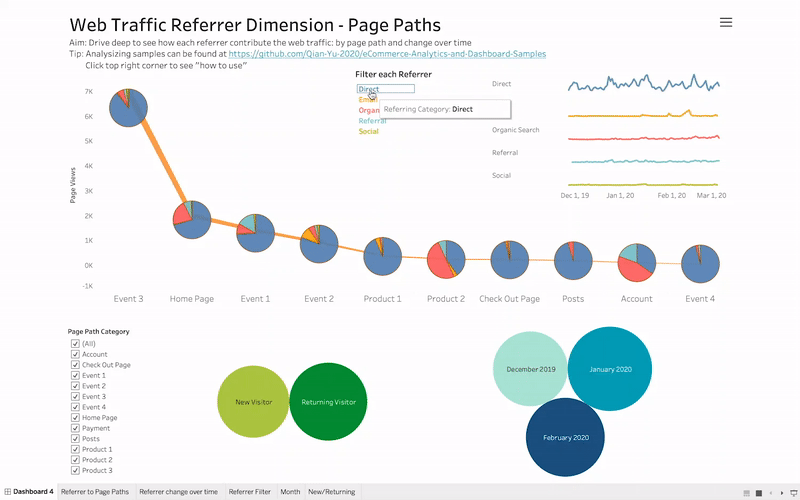 Web Traffic Referrer Dimension - Page Paths
Aim: Drive deep to see how each referrer contribute the web traffic: by page path and change over time
Tip: Analysizing samples can be found at https://github.com/Qian-Yu-2020/eCommerce-Analytics-and-Dashboard-Samples
Click top right corner to see "how to use"
Filter each Referrer
Direct
Email
Organ
Referral
Social
Referring Category: Direct
Direct
Organic Search
Referral
Social
Dec 1, 19 Jan 1, 20 Feb 1, 20 Mar 1, 20
Page Views
7K
6K
5K
4K
3K
2K
1K
0K
-1K
Event 3 Home Page Event 1 Event 2 Product 1 Product 2 Check Out Page Posts Account Event 4
Page Path Category
(All)
Account
Check Out Page
Event 1
Event 2
Event 3
Event 4
Home Page
Payment
Posts
Product 1
Product 2
Product 3
New Visitor
Returning Visitor
December 2019
January 2020
February 2020
Dashboard 4 Referrer to Page Paths Referrer change over time Referrer Filter Month New/Returning